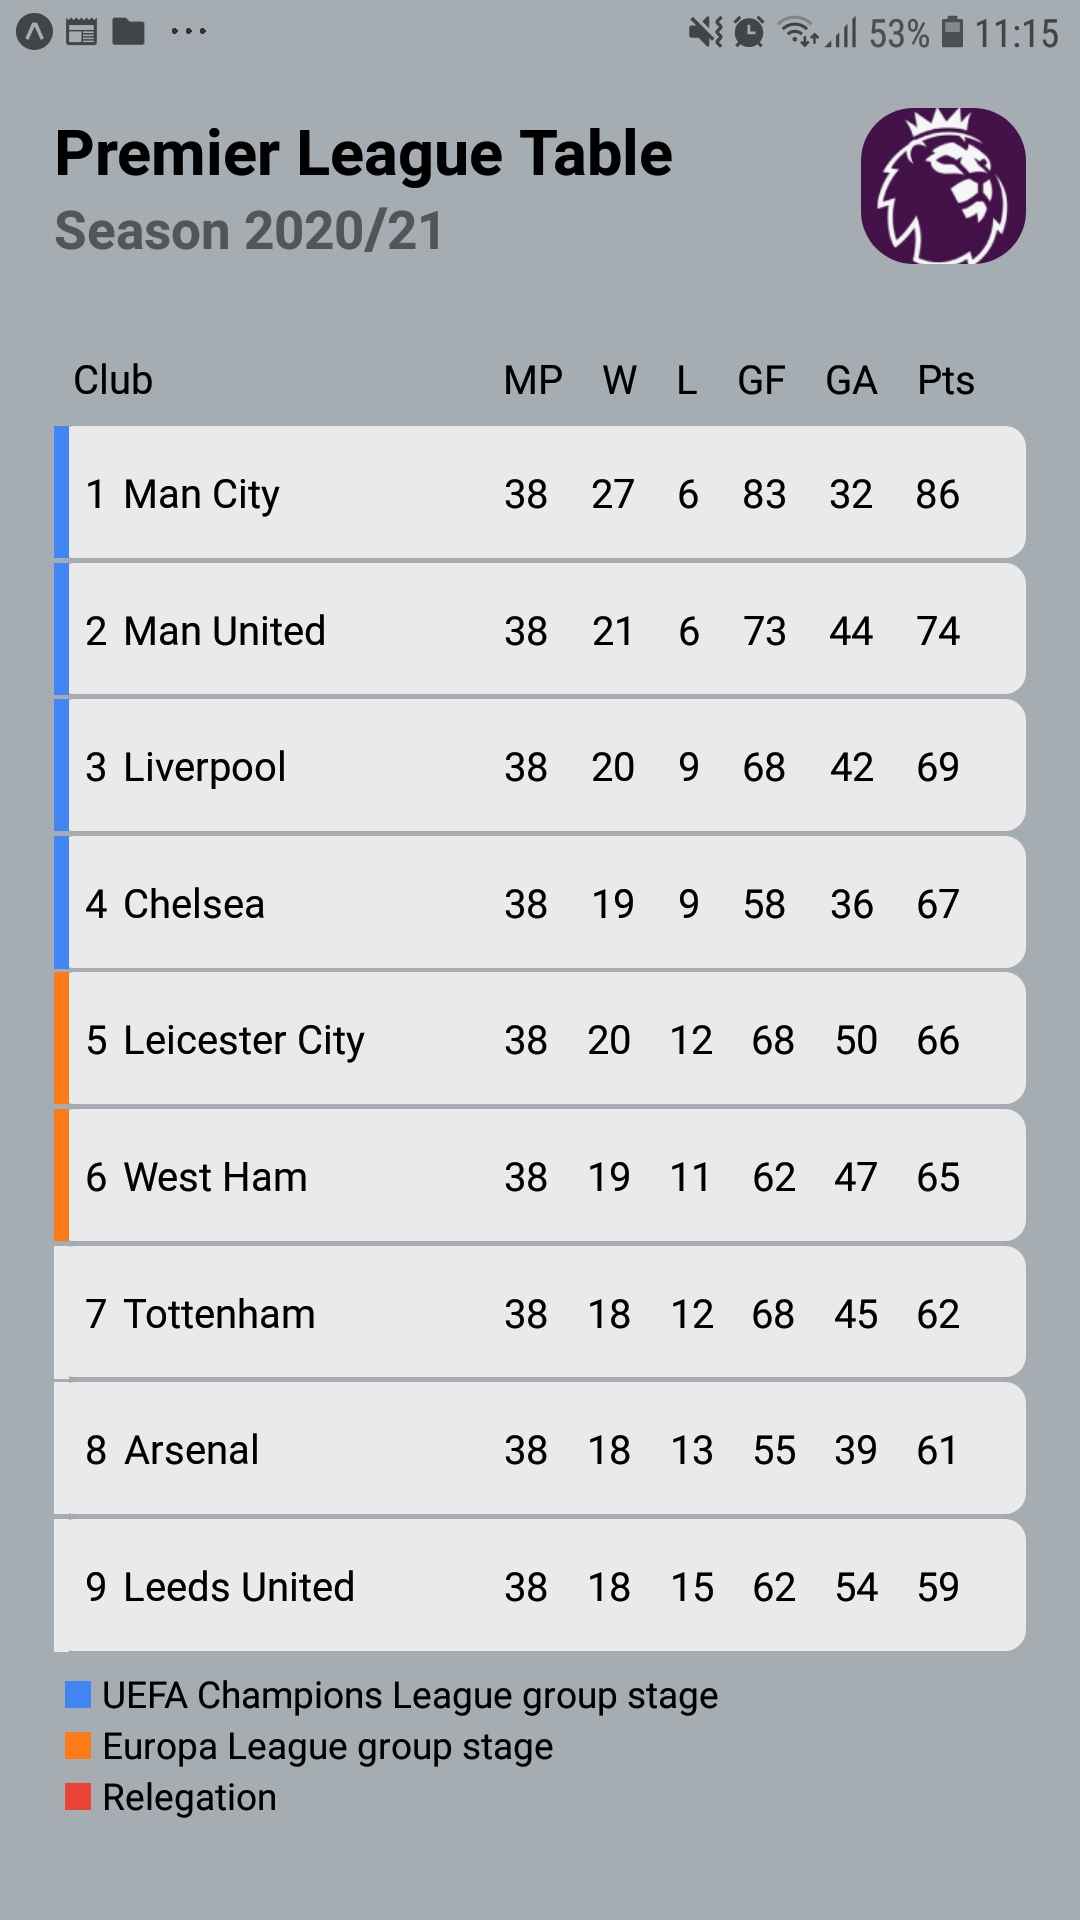 53% 11:15
Premier League Table
Season 2020/21
Club MP W L GF GA Pts
1 Man City 38 27 6 83 32 86
2 Man United 38 21 6 73 44 74
3 Liverpool 38 20 9 68 42 69
4 Chelsea 38 19 9 58 36 67
5 Leicester City 38 20 12 68 50 66
6 West Ham 38 19 11 62 47 65
7 Tottenham 38 18 12 68 45 62
8 Arsenal 38 18 13 55 39 61
9 Leeds United 38 18 15 62 54 59
UEFA Champions League group stage
Europa League group stage
Relegation